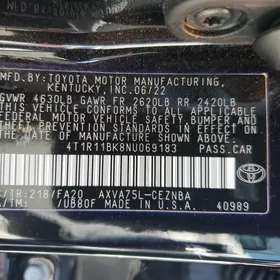 MFD.BY:TOYOTA MOTOR MANUFACTURING,
KENTUCKY,INC.06/22
GVWR 4630LB GAWR FR 2620LB RR 2420LB
THIS VEHICLE CONFORMS TO ALL APPLICABLE
FEDERAL MOTOR VEHICLE SAFETY, BUMPER, AND
THEFT PREVENTION STANDARDS IN EFFECT ON
THE DATE OF MANUFACTURE SHOWN ABOVE.
4T1R11BK8NU069183 PASS.CAR
C/TR:218/FA20 AXVA75L-CEZNBA
A/TM: /UB80F MADE IN U.S.A.
40989